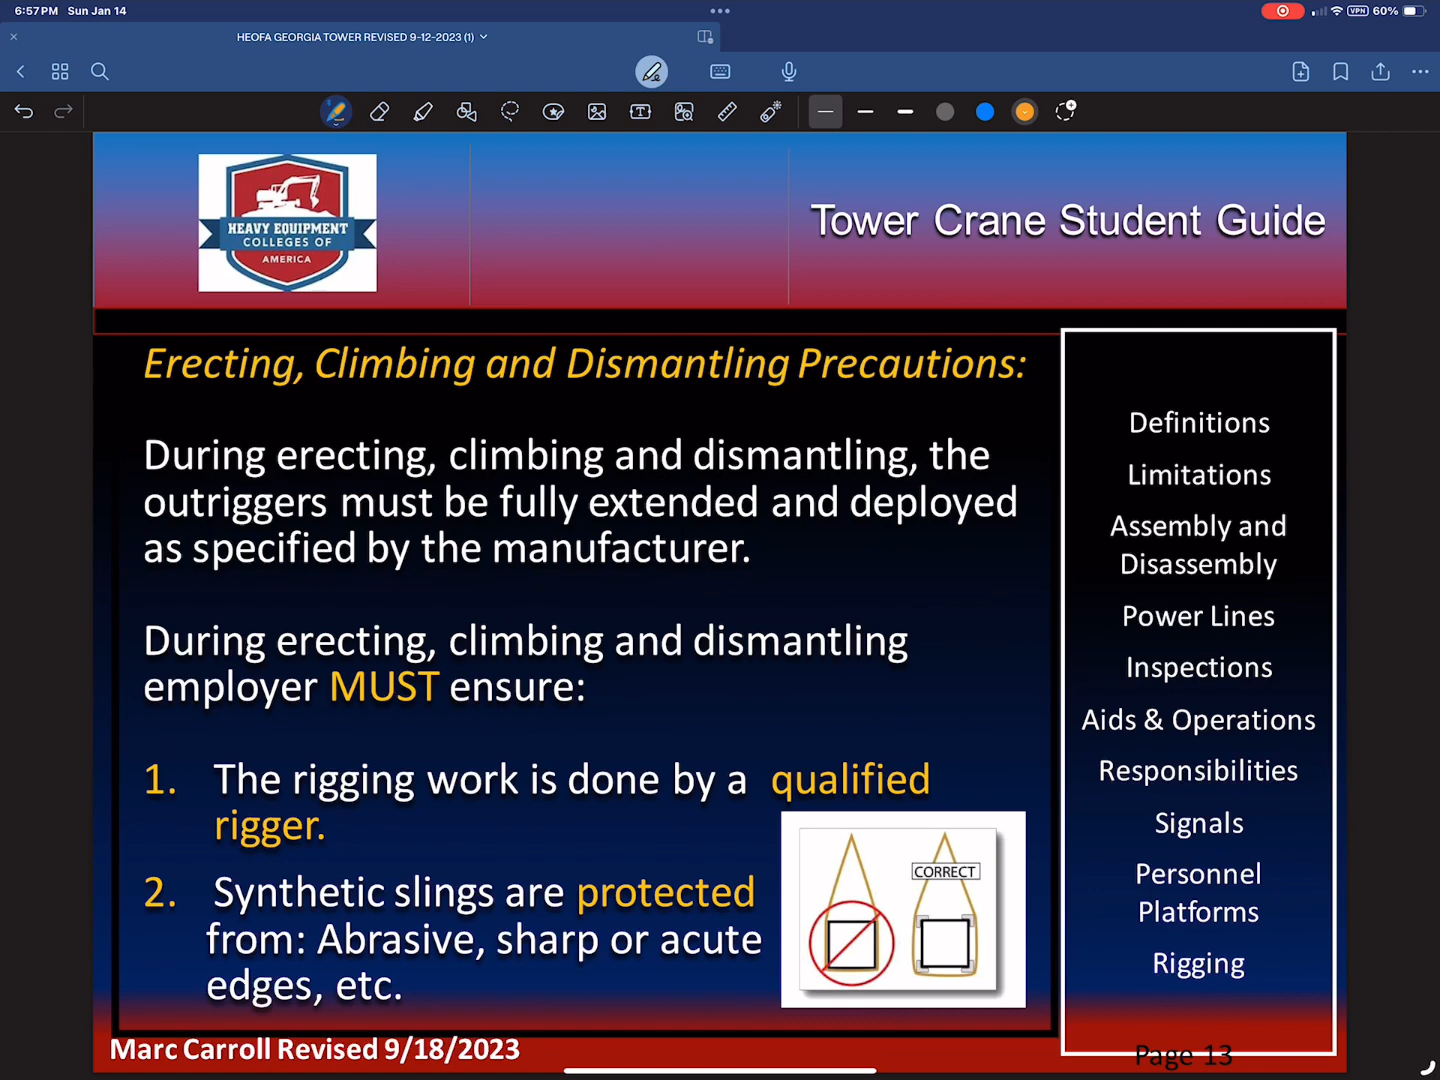 6:57 PM Sun Jan 14
VPN 60%
HEOFA GEORGIA TOWER REVISED 9-12-2023 (1)
HEAVY EQUIPMENT
COLLEGES OF
AMERICA
Tower Crane Student Guide
Erecting, Climbing and Dismantling Precautions:
During erecting, climbing and dismantling, the
outriggers must be fully extended and deployed
as specified by the manufacturer.
During erecting, climbing and dismantling
employer MUST ensure:
1. The rigging work is done by a qualified
rigger.
2. Synthetic slings are protected
from: Abrasive, sharp or acute
edges, etc.
CORRECT
Definitions
Limitations
Assembly and
Disassembly
Power Lines
Inspections
Aids & Operations
Responsibilities
Signals
Personnel
Platforms
Rigging
Marc Carroll Revised 9/18/2023
Page 13